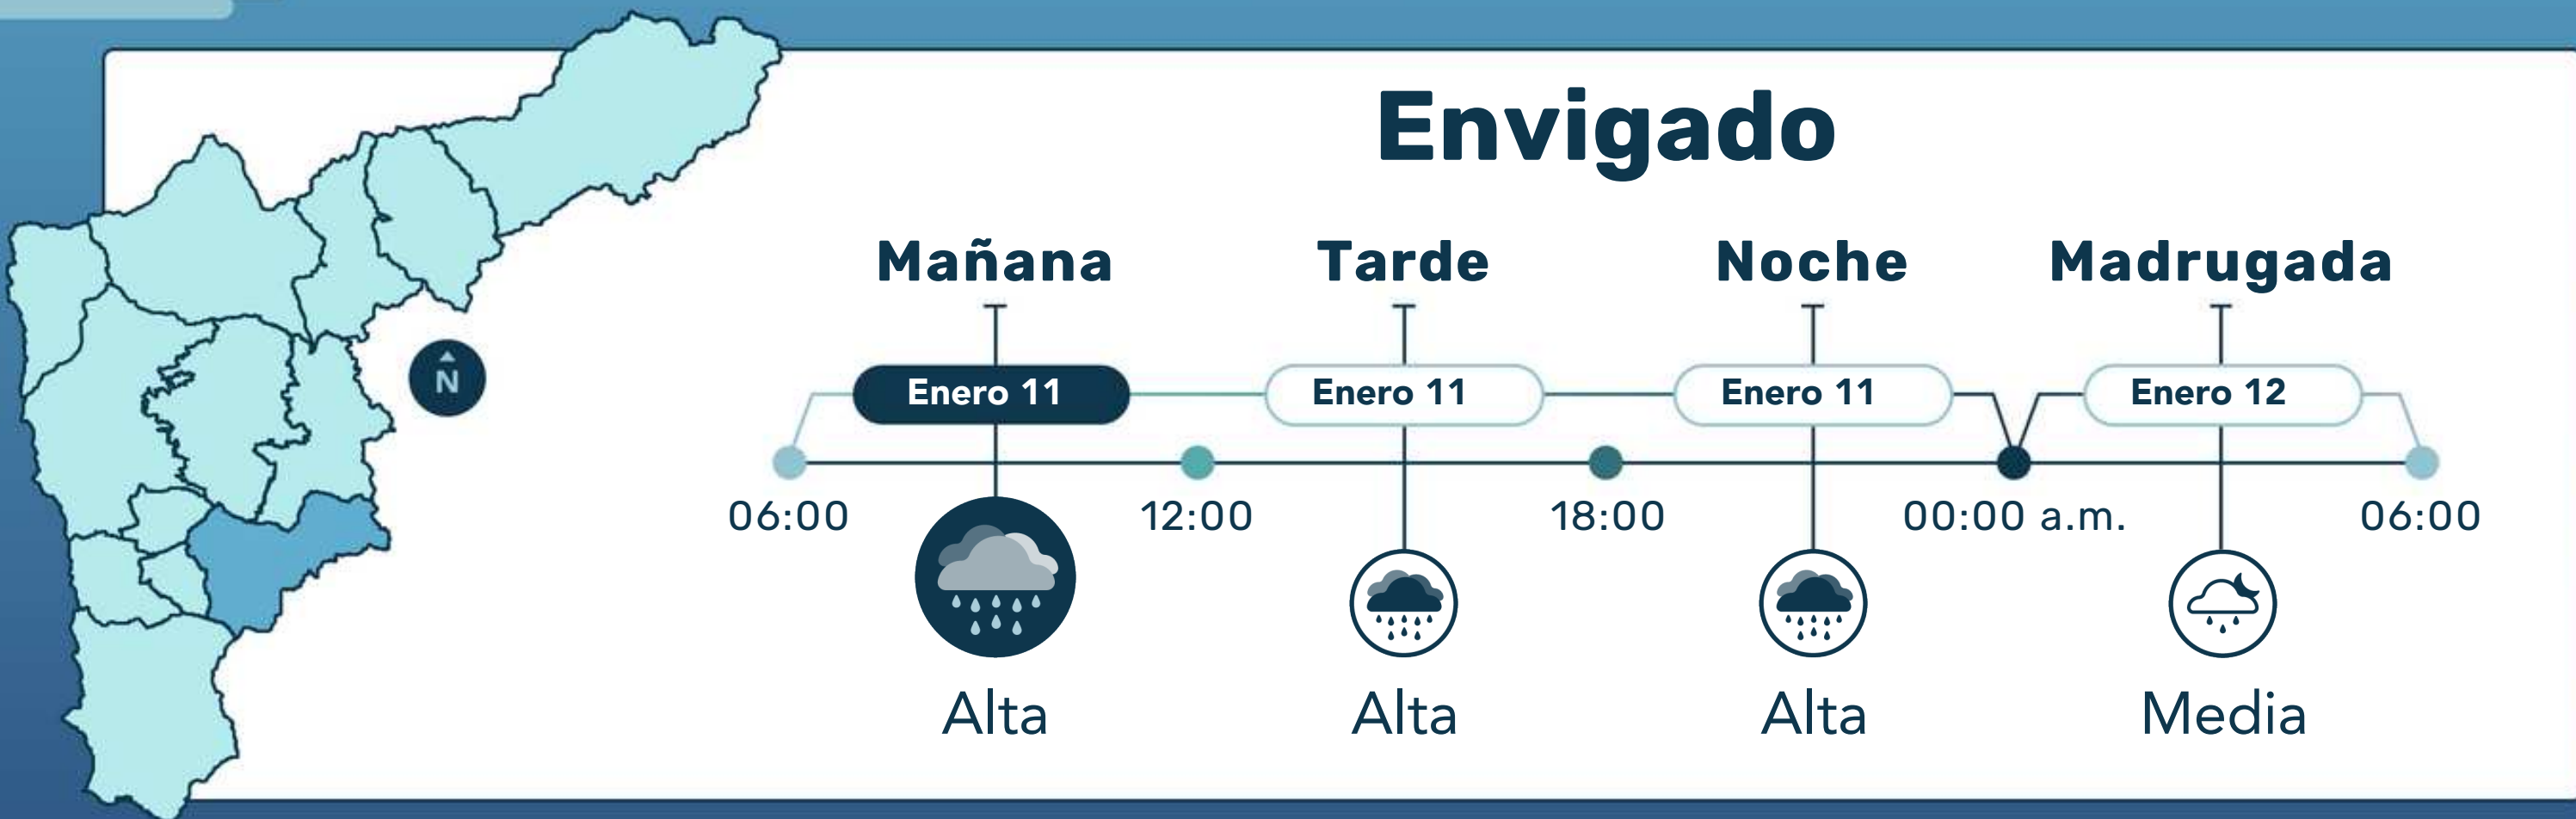 Envigado
Mañana Tarde Noche Madrugada
Enero 11 Enero 11 Enero 11 Enero 12
N
06:00 12:00 18:00 00:00 a.m. 06:00
Alta Alta Alta Media